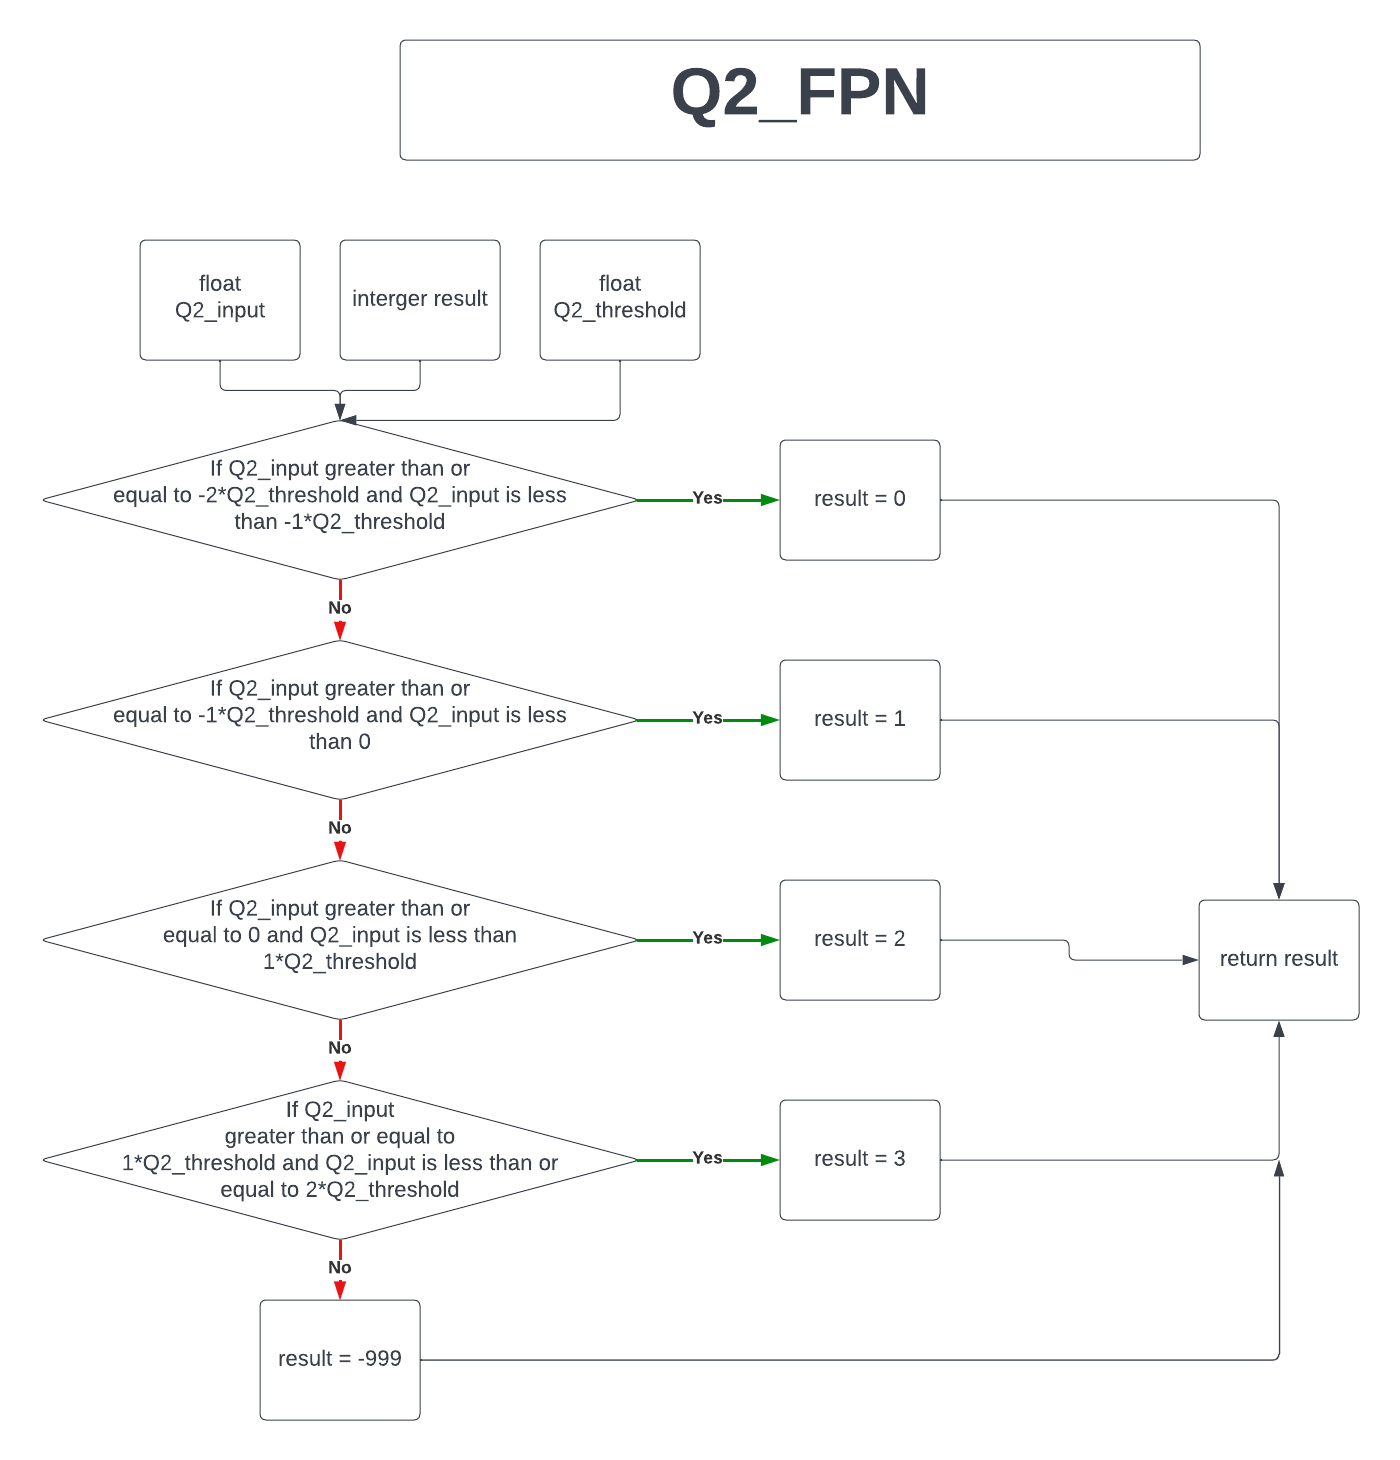 Q2_FPN
float
Q2_input
interger result
float
Q2_threshold
If Q2_input greater than or
equal to -2*Q2_threshold and Q2_input is less
than -1*Q2_threshold
Yes
result = 0
No
If Q2_input greater than or
equal to -1*Q2_threshold and Q2_input is less
than 0
Yes
result = 1
No
If Q2_input greater than or
equal to 0 and Q2_input is less than
1*Q2_threshold
Yes
result = 2
return result
No
If Q2_input
greater than or equal to
1*Q2_threshold and Q2_input is less than or
equal to 2*Q2_threshold
Yes
result = 3
No
result = -999